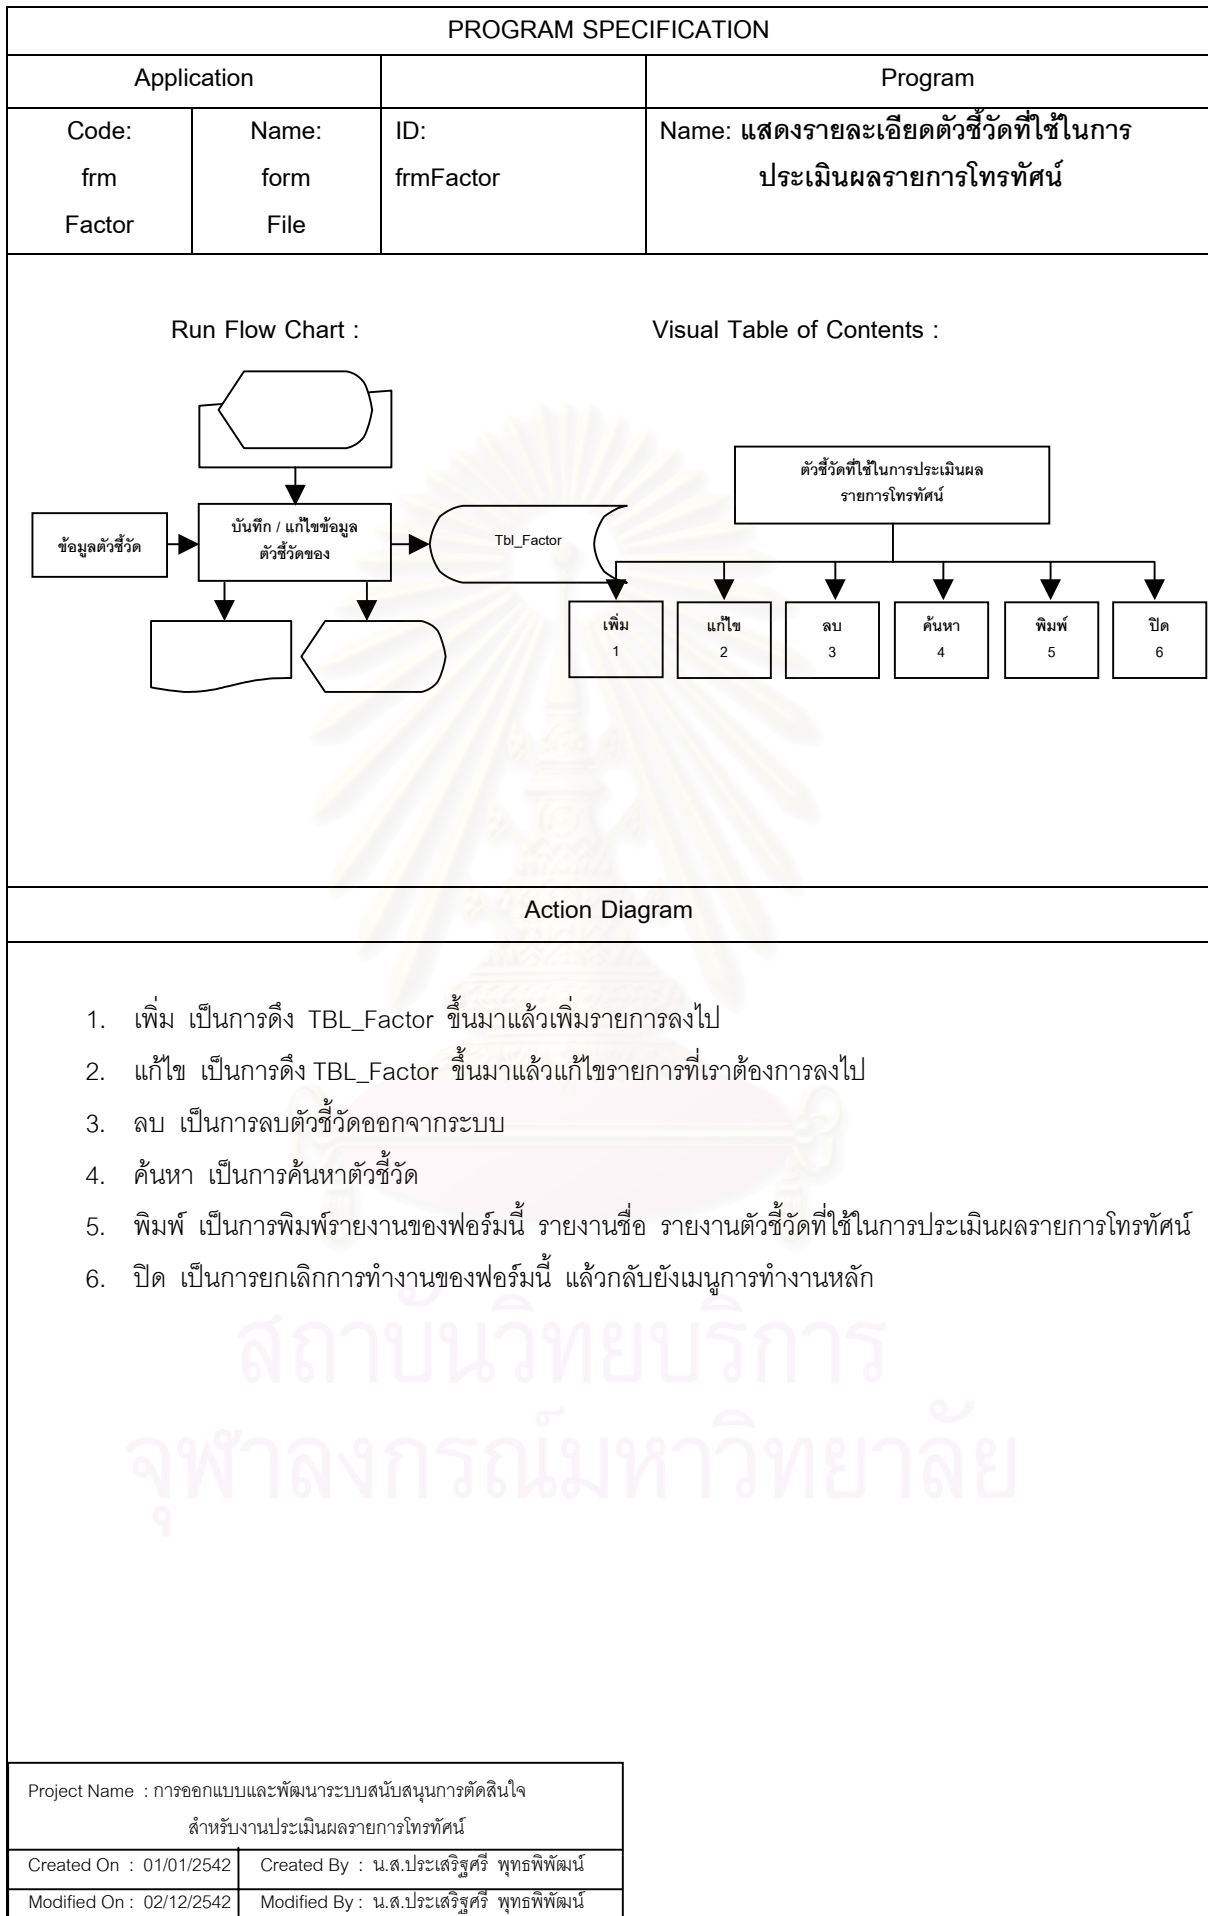 PROGRAM SPECIFICATION
Application Program
Code: Name: ID: Name: แสดงรายละเอียดตัวชี้วัดที่ใช้ในการ
frm form frmFactor ประเมินผลรายการโทรทัศน์
Factor File
Run Flow Chart : Visual Table of Contents :
ตัวชี้วัดที่ใช้ในการประเมินผล
รายการโทรทัศน์
ข้อมูลตัวชี้วัด
บันทึก / แก้ไขข้อมูล
ตัวชี้วัดของ
Tbl_Factor
เพิ่ม แก้ไข ลบ ค้นหา พิมพ์ ปิด
1 2 3 4 5 6
Action Diagram
1. เพิ่ม เป็นการดึง TBL_Factor ขึ้นมาแล้วเพิ่มรายการลงไป
2. แก้ไข เป็นการดึง TBL_Factor ขึ้นมาแล้วแก้ไขรายการที่เราต้องการลงไป
3. ลบ เป็นการลบตัวชี้วัดออกจากระบบ
4. ค้นหา เป็นการค้นหาตัวชี้วัด
5. พิมพ์ เป็นการพิมพ์รายงานของฟอร์มนี้ รายงานชื่อ รายงานตัวชี้วัดที่ใช้ในการประเมินผลรายการโทรทัศน์
6. ปิด เป็นการยกเลิกการทำงานของฟอร์มนี้ แล้วกลับยังเมนูการทำงานหลัก
สถาบันวิทยบริการ
จุฬาลงกรณ์มหาวิทยาลัย
Project Name : การออกแบบและพัฒนาระบบสนับสนุนการตัดสินใจ
สำหรับงานประเมินผลรายการโทรทัศน์
Created On : 01/01/2542 Created By : น.ส.ประเสริฐศรี พุทธพิพัฒน์
Modified On : 02/12/2542 Modified By : น.ส.ประเสริฐศรี พุทธพิพัฒน์